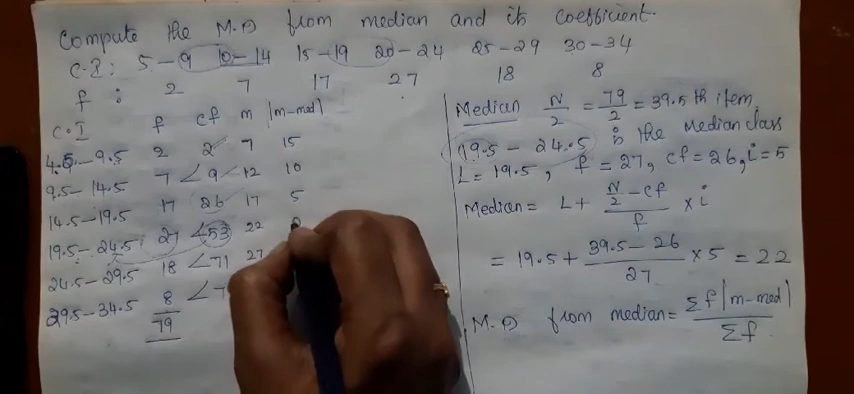 Compute the M.D from median and its coefficient.
C.I : 5-9 10-14 15-19 20-24 25-29 30-34
f : 2 7 17 27 18 8
C.I f cf m |m-med|
4.5-9.5 2 2 7 15
9.5-14.5 7 <9 12 10
14.5-19.5 17 26 17 5
19.5-24.5 27 <53 22
24.5-29.5 18 <71 27
29.5-34.5 8 <7
79
Median N/2 = 79/2 = 39.5th item
19.5-24.5 is the Median class
L = 19.5, f = 27, cf = 26, i = 5
Median = L + (N/2 - cf)/f × i
= 19.5 + (39.5 - 26)/27 × 5 = 22
M.D from median = Σf|m-med|/Σf